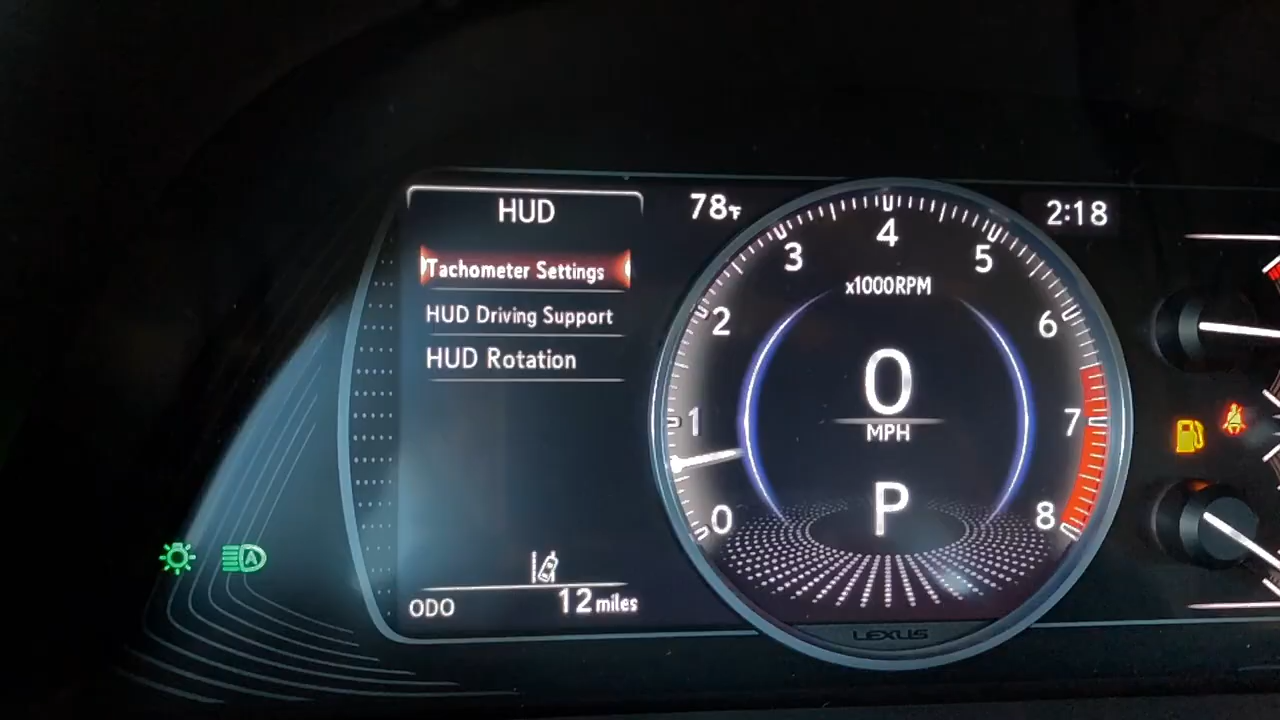 HUD
Tachometer Settings
HUD Driving Support
HUD Rotation
ODO
12 miles
78°F
2:18
0
1
2
3
4
5
6
7
8
x1000RPM
0
MPH
P
LEXUS
A